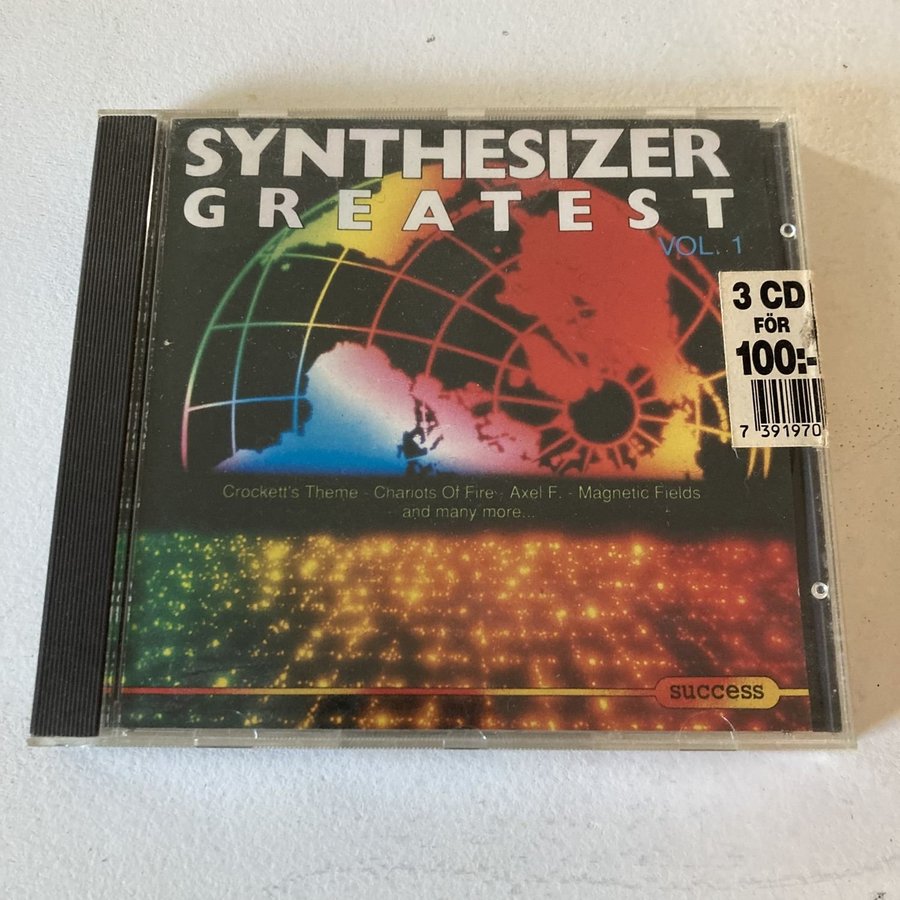 SYNTHESIZER
GREATEST
VOL. 1
3 CD
FÖR
100:-
7 391970
Crockett's Theme - Chariots Of Fire - Axel F. - Magnetic Fields
and many more...
success